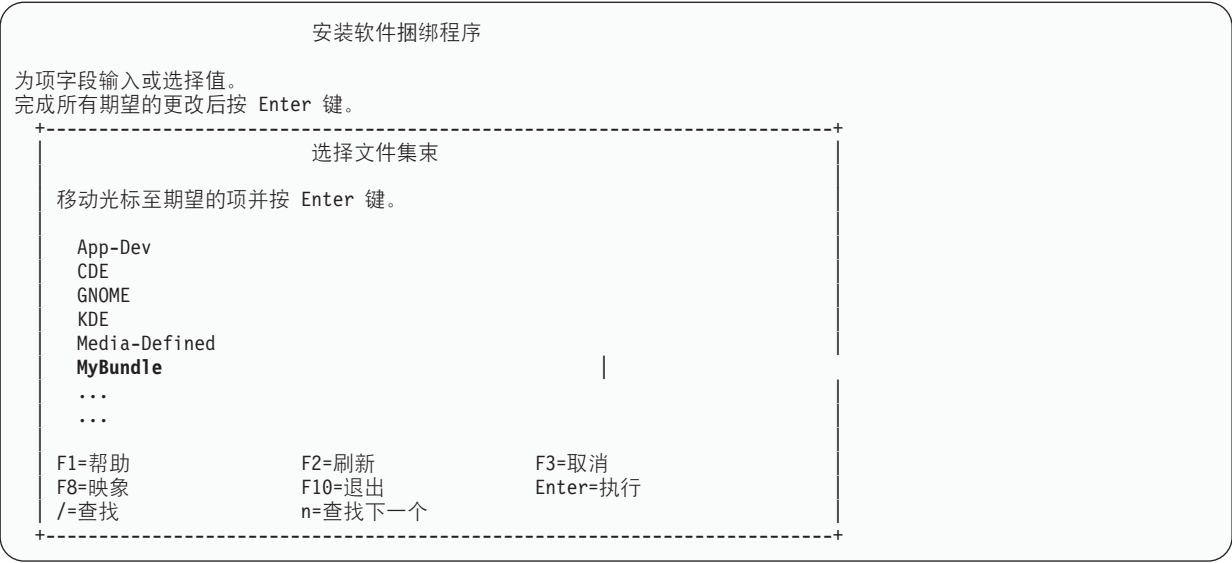 安装软件捆绑程序
为项字段输入或选择值。
完成所有期望的更改后按 Enter 键。
+--------------------------------------------------------------------------+
选择文件集束
移动光标至期望的项并按 Enter 键。
App-Dev
CDE
GNOME
KDE
Media-Defined
MyBundle |
...
...
F1=帮助 F2=刷新 F3=取消
F8=映象 F10=退出 Enter=执行
/=查找 n=查找下一个
+--------------------------------------------------------------------------+